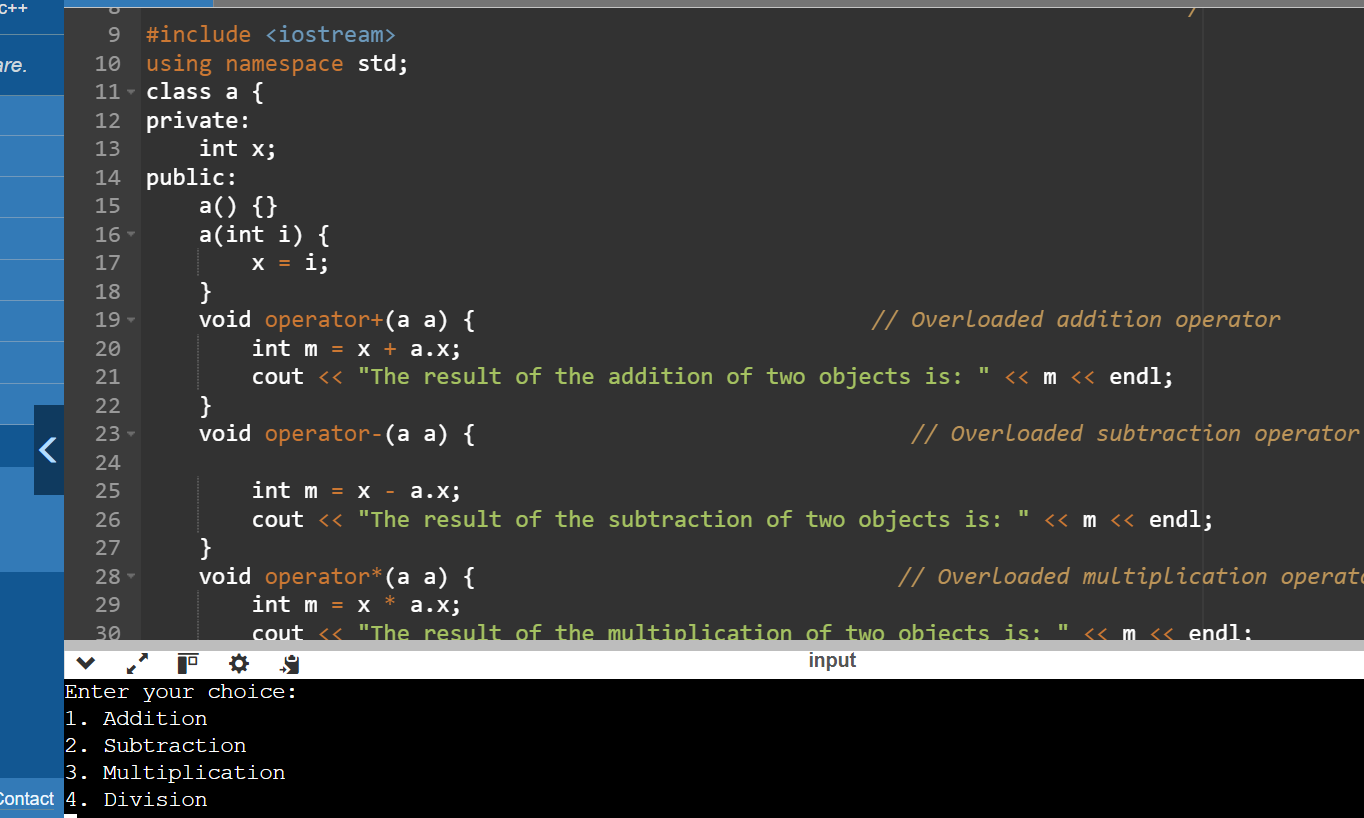 c++
are.
8 /
9 #include <iostream>
10 using namespace std;
11 class a {
12 private:
13 int x;
14 public:
15 a() {}
16 a(int i) {
17 x = i;
18 }
19 void operator+(a a) { // Overloaded addition operator
20 int m = x + a.x;
21 cout << "The result of the addition of two objects is: " << m << endl;
22 }
23 void operator-(a a) { // Overloaded subtraction operator
24
25 int m = x - a.x;
26 cout << "The result of the subtraction of two objects is: " << m << endl;
27 }
28 void operator*(a a) { // Overloaded multiplication operato
29 int m = x * a.x;
30 cout << "The result of the multiplication of two objects is: " << m << endl;
input
Enter your choice:
1. Addition
2. Subtraction
3. Multiplication
4. Division
Contact